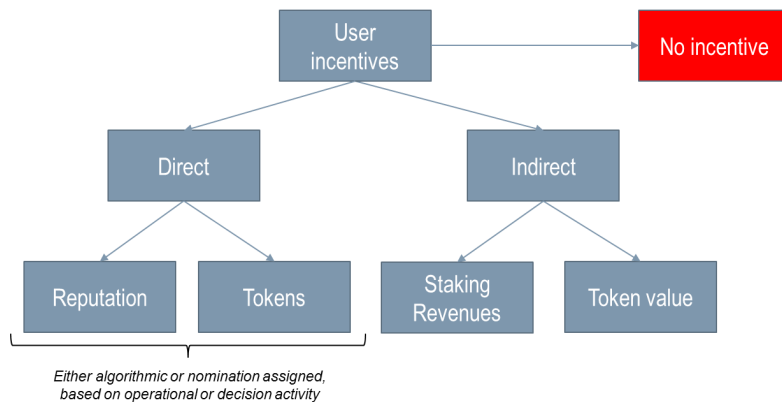 User
incentives
No incentive
Direct
Indirect
Reputation
Tokens
Staking
Revenues
Token value
Either algorithmic or nomination assigned,
based on operational or decision activity